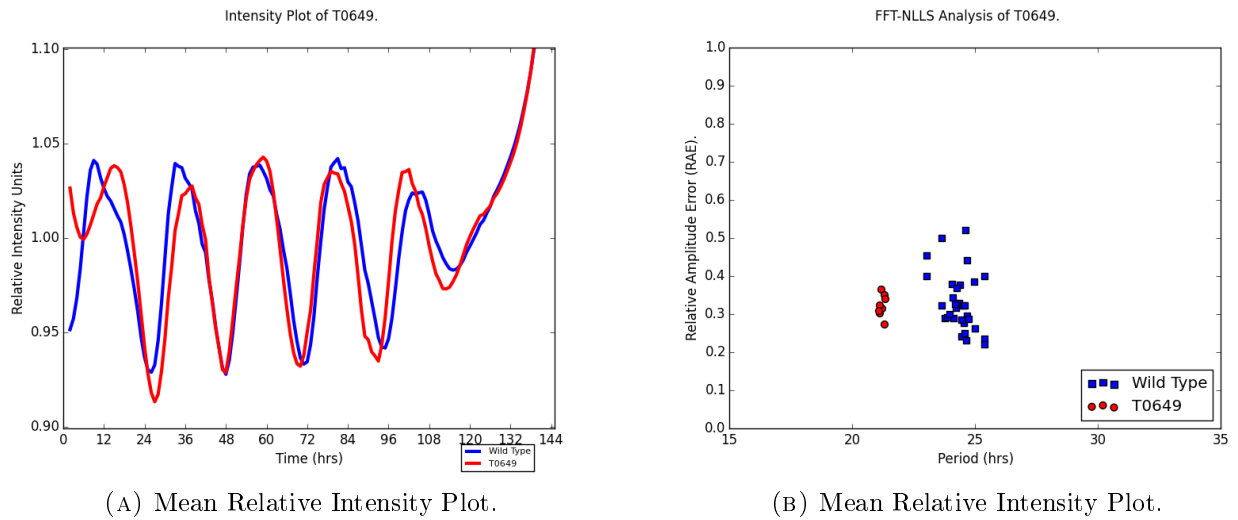 Intensity Plot of T0649.
1.10
1.05
1.00
0.95
0.90
Relative Intensity Units
0 12 24 36 48 60 72 84 96 108 120 132 144
Time (hrs)
Wild Type
T0649
(A) Mean Relative Intensity Plot.
FFT-NLLS Analysis of T0649.
1.0
0.9
0.8
0.7
0.6
0.5
0.4
0.3
0.2
0.1
0.0
Relative Amplitude Error (RAE).
15 20 25 30 35
Period (hrs)
Wild Type
T0649
(B) Mean Relative Intensity Plot.